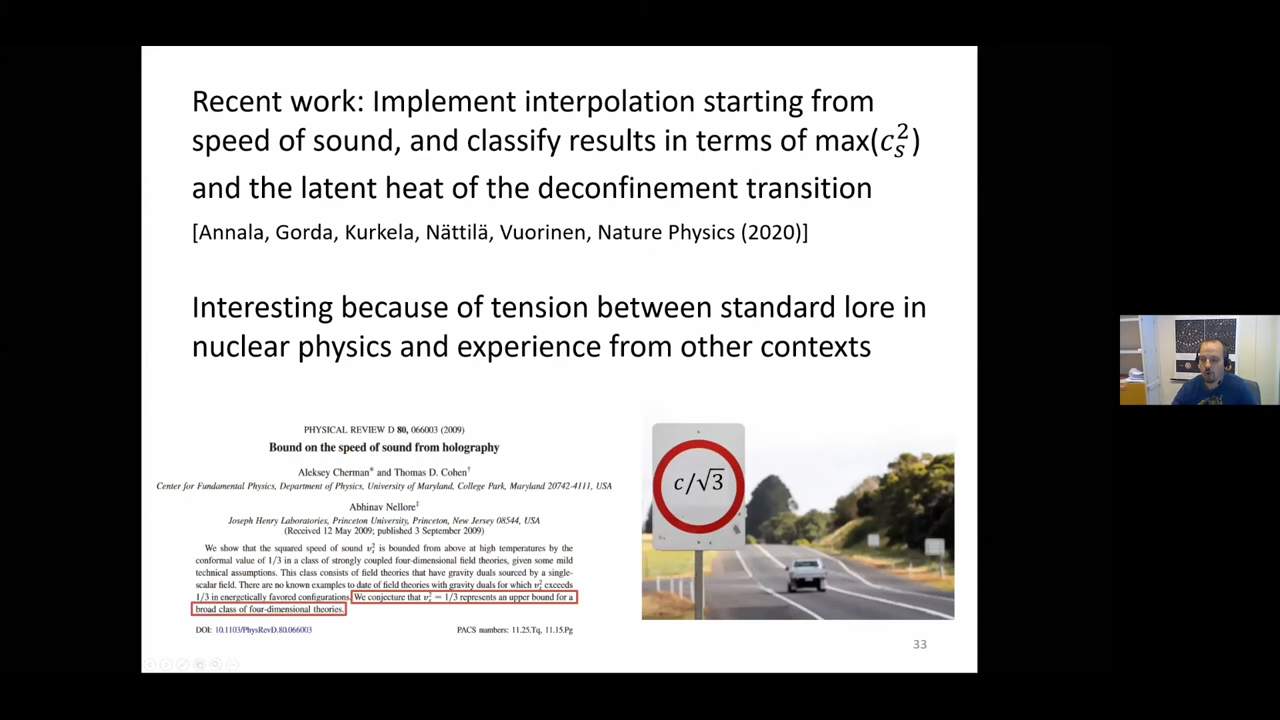 Recent work: Implement interpolation starting from
speed of sound, and classify results in terms of max(c_s^2)
and the latent heat of the deconfinement transition
[Annala, Gorda, Kurkela, Nättilä, Vuorinen, Nature Physics (2020)]
Interesting because of tension between standard lore in
nuclear physics and experience from other contexts
PHYSICAL REVIEW D 80, 066003 (2009)
Bound on the speed of sound from holography
Aleksey Cherman* and Thomas D. Cohen†
Center for Fundamental Physics, Department of Physics, University of Maryland, College Park, Maryland 20742-4111, USA
Abhinav Nellore‡
Joseph Henry Laboratories, Princeton University, Princeton, New Jersey 08544, USA
(Received 12 May 2009; published 3 September 2009)
We show that the squared speed of sound v_s^2 is bounded from above at high temperatures by the
conformal value of 1/3 in a class of strongly coupled four-dimensional field theories, given some mild
technical assumptions. This class consists of field theories that have gravity duals sourced by a single-
scalar field. There are no known examples to date of field theories with gravity duals for which v_s^2 exceeds
1/3 in energetically favored configurations. We conjecture that v_s^2 = 1/3 represents an upper bound for a
broad class of four-dimensional theories.
DOI: 10.1103/PhysRevD.80.066003 PACS numbers: 11.25.Tq, 11.15.Pg
c/√3
33